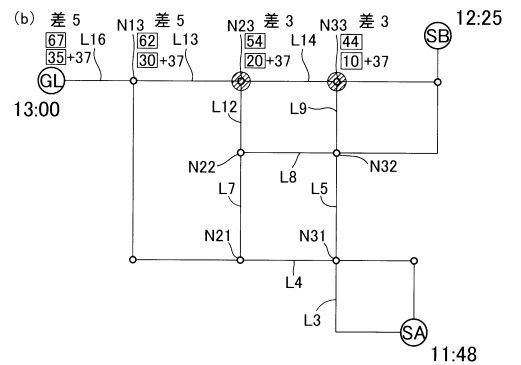 (b)
差 5
67
35+37
GL
13:00
L16
N13
差 5
62
30+37
L13
N23
差 3
54
20+37
L14
N33
差 3
44
10+37
12:25
SB
L12
L9
N22
L8
N32
L7
L5
N21
N31
L4
L3
SA
11:48